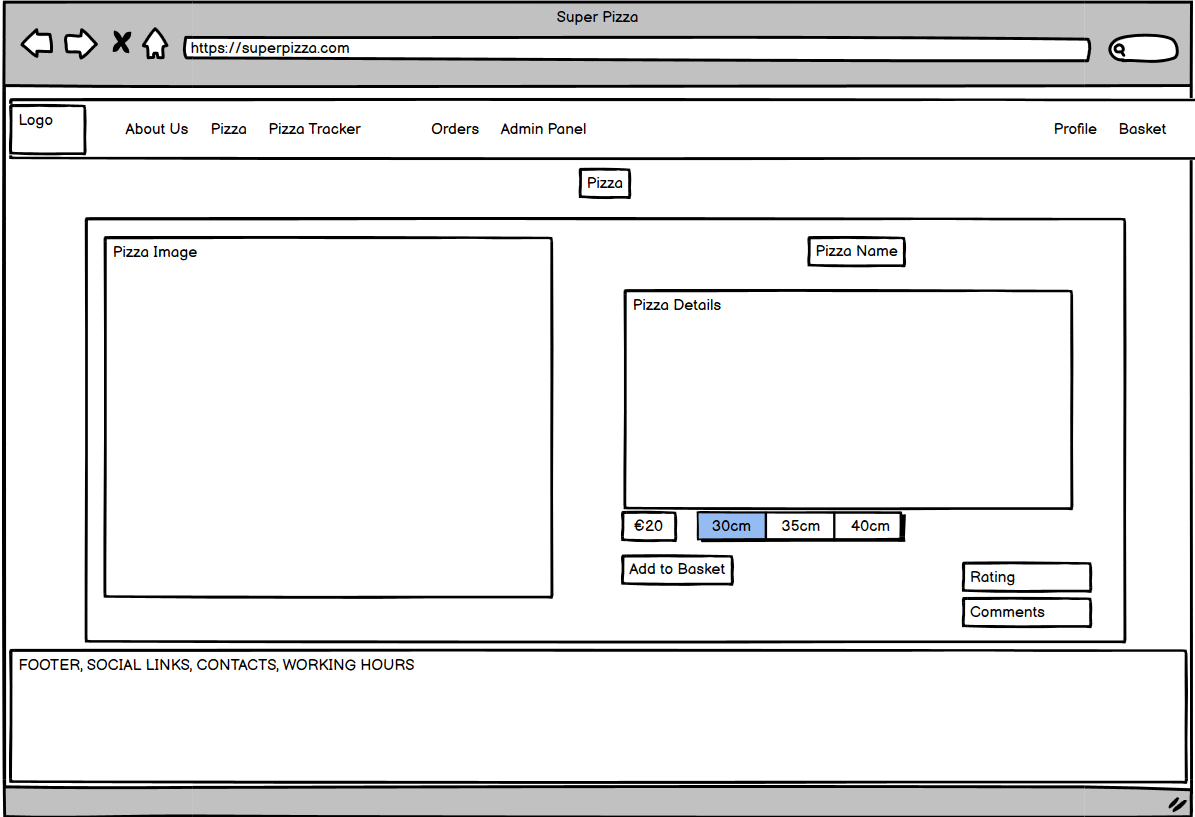 Super Pizza
https://superpizza.com
Logo
About Us Pizza Pizza Tracker Orders Admin Panel Profile Basket
Pizza
Pizza Image
Pizza Name
Pizza Details
€20 30cm 35cm 40cm
Add to Basket
Rating
Comments
FOOTER, SOCIAL LINKS, CONTACTS, WORKING HOURS